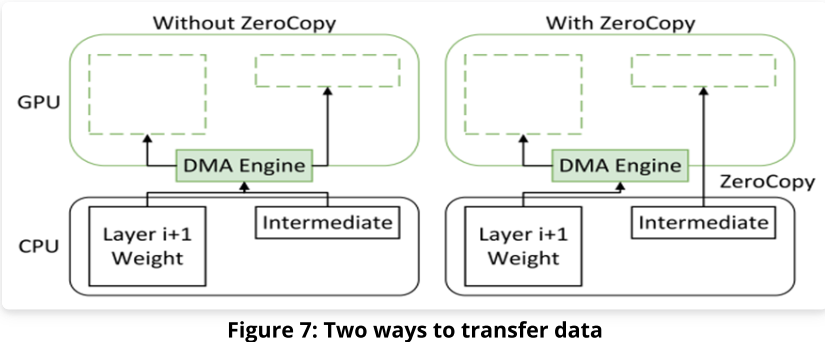 Without ZeroCopy
With ZeroCopy
GPU
DMA Engine
DMA Engine
ZeroCopy
CPU
Layer i+1
Weight
Intermediate
Layer i+1
Weight
Intermediate
Figure 7: Two ways to transfer data